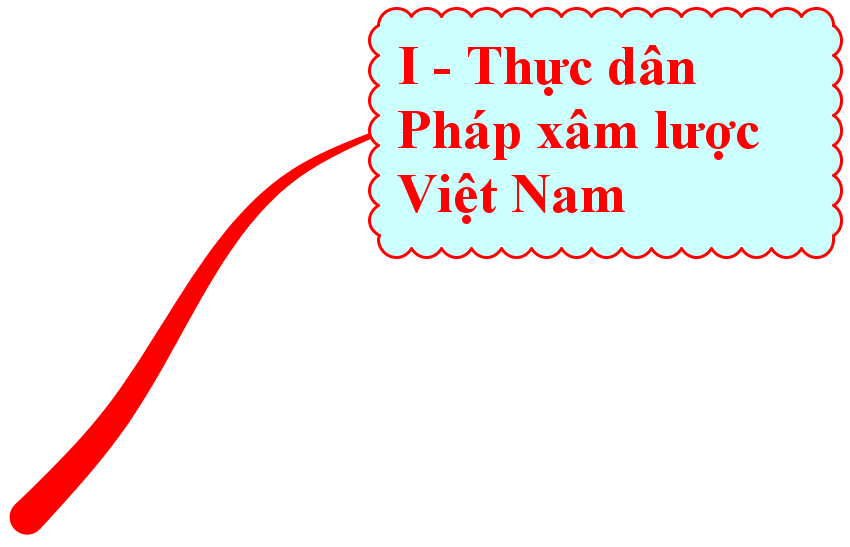 I - Thực dân
Pháp xâm lược
Việt Nam